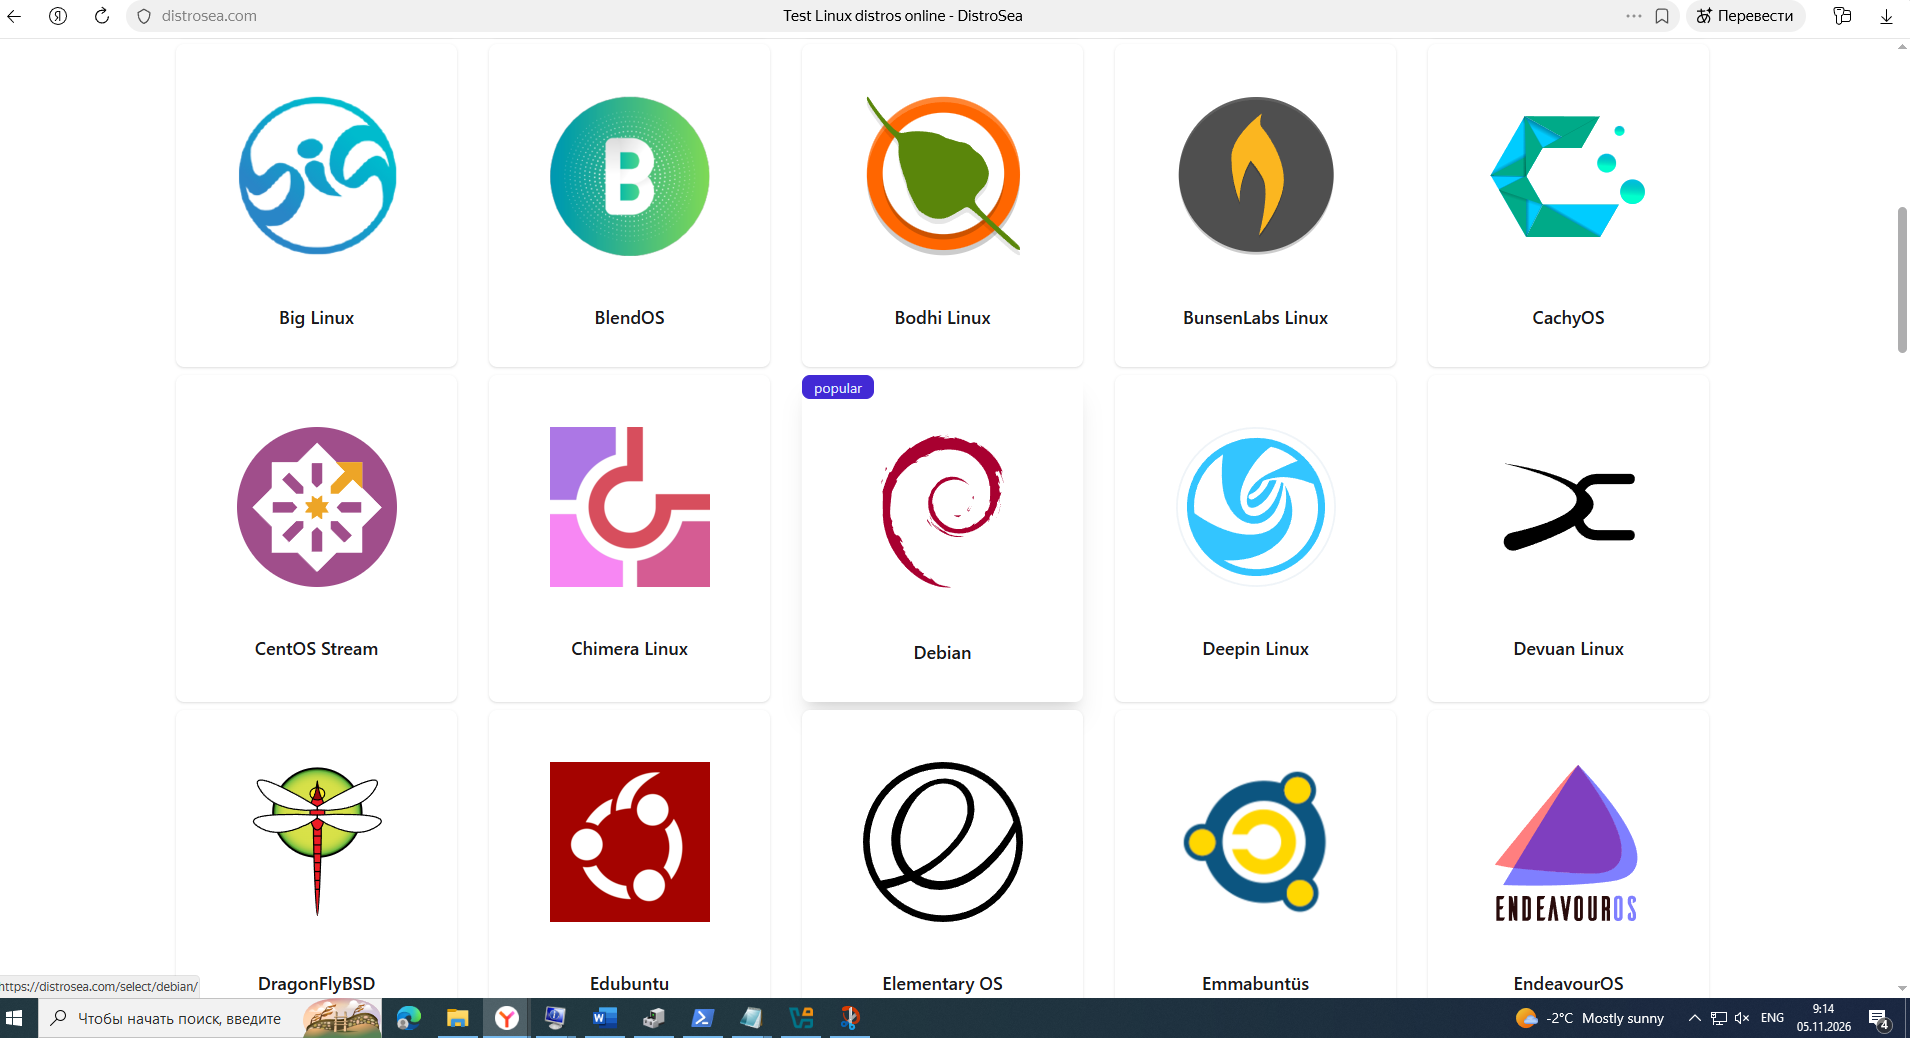 distrosea.com
Test Linux distros online - DistroSea
Перевести
Big Linux
BlendOS
Bodhi Linux
BunsenLabs Linux
CachyOS
popular
CentOS Stream
Chimera Linux
Debian
Deepin Linux
Devuan Linux
ENDEAVOUROS
DragonFlyBSD
Edubuntu
Elementary OS
Emmabuntüs
EndeavourOS
https://distrosea.com/select/debian/
Чтобы начать поиск, введите
-2°C Mostly sunny
ENG
9:14
05.11.2026
4